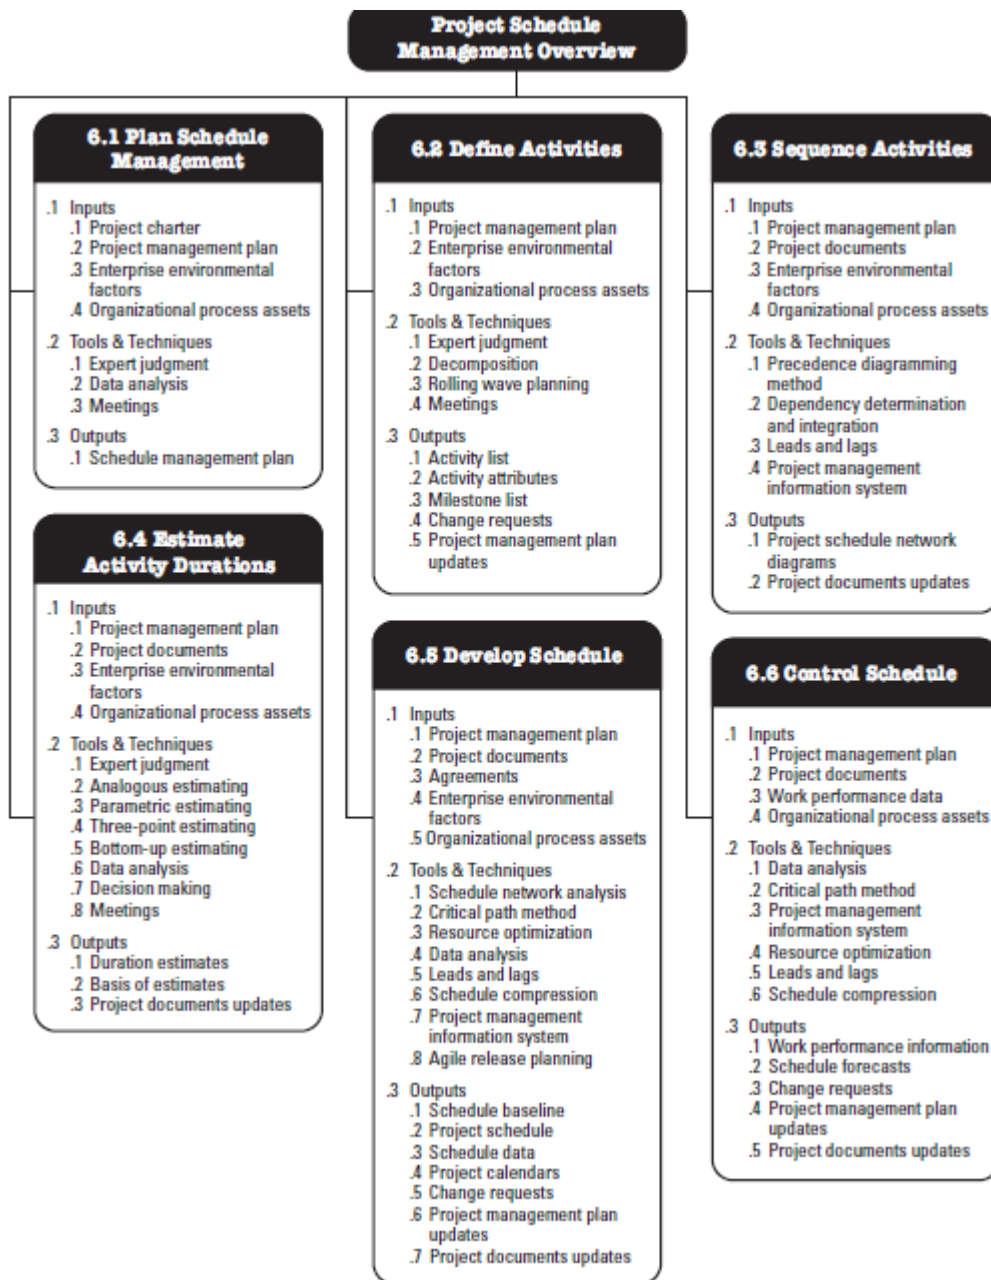 Project Schedule
Management Overview
6.1 Plan Schedule
Management
.1 Inputs
.1 Project charter
.2 Project management plan
.3 Enterprise environmental
factors
.4 Organizational process assets
.2 Tools & Techniques
.1 Expert judgment
.2 Data analysis
.3 Meetings
.3 Outputs
.1 Schedule management plan
6.2 Define Activities
.1 Inputs
.1 Project management plan
.2 Enterprise environmental
factors
.3 Organizational process assets
.2 Tools & Techniques
.1 Expert judgment
.2 Decomposition
.3 Rolling wave planning
.4 Meetings
.3 Outputs
.1 Activity list
.2 Activity attributes
.3 Milestone list
.4 Change requests
.5 Project management plan
updates
6.3 Sequence Activities
.1 Inputs
.1 Project management plan
.2 Project documents
.3 Enterprise environmental
factors
.4 Organizational process assets
.2 Tools & Techniques
.1 Precedence diagramming
method
.2 Dependency determination
and integration
.3 Leads and lags
.4 Project management
information system
.3 Outputs
.1 Project schedule network
diagrams
.2 Project documents updates
6.4 Estimate
Activity Durations
.1 Inputs
.1 Project management plan
.2 Project documents
.3 Enterprise environmental
factors
.4 Organizational process assets
.2 Tools & Techniques
.1 Expert judgment
.2 Analogous estimating
.3 Parametric estimating
.4 Three-point estimating
.5 Bottom-up estimating
.6 Data analysis
.7 Decision making
.8 Meetings
.3 Outputs
.1 Duration estimates
.2 Basis of estimates
.3 Project documents updates
6.5 Develop Schedule
.1 Inputs
.1 Project management plan
.2 Project documents
.3 Agreements
.4 Enterprise environmental
factors
.5 Organizational process assets
.2 Tools & Techniques
.1 Schedule network analysis
.2 Critical path method
.3 Resource optimization
.4 Data analysis
.5 Leads and lags
.6 Schedule compression
.7 Project management
information system
.8 Agile release planning
.3 Outputs
.1 Schedule baseline
.2 Project schedule
.3 Schedule data
.4 Project calendars
.5 Change requests
.6 Project management plan
updates
.7 Project documents updates
6.6 Control Schedule
.1 Inputs
.1 Project management plan
.2 Project documents
.3 Work performance data
.4 Organizational process assets
.2 Tools & Techniques
.1 Data analysis
.2 Critical path method
.3 Project management
information system
.4 Resource optimization
.5 Leads and lags
.6 Schedule compression
.3 Outputs
.1 Work performance information
.2 Schedule forecasts
.3 Change requests
.4 Project management plan
updates
.5 Project documents updates